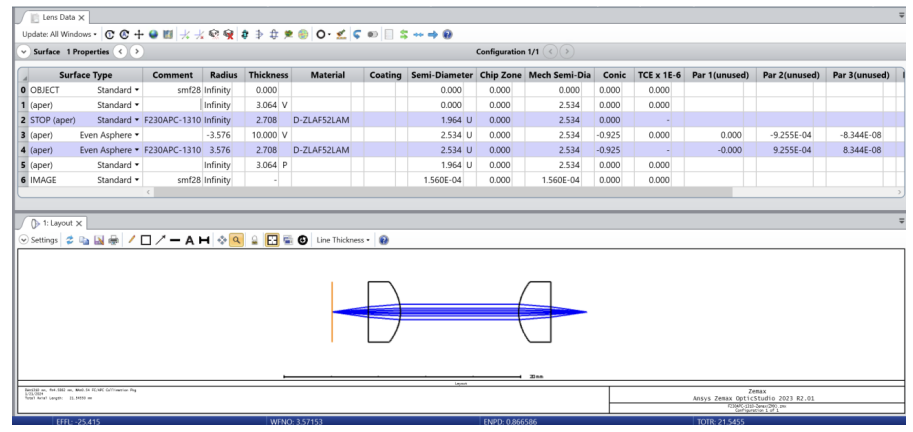 Lens Data
Update: All Windows
Surface 1 Properties Configuration 1/1
Surface Type Comment Radius Thickness Material Coating Semi-Diameter Chip Zone Mech Semi-Dia Conic TCE x 1E-6 Par 1(unused) Par 2(unused) Par 3(unused)
0 OBJECT Standard smf28 Infinity 0.000 0.000 0.000 0.000 0.000 0.000
1 (aper) Standard Infinity 3.064 V 0.000 0.000 2.534 0.000 0.000
2 STOP (aper) Standard F230APC-1310 Infinity 2.708 D-ZLAF52LAM 1.964 U 0.000 2.534 0.000 -
3 (aper) Even Asphere -3.576 10.000 V 2.534 U 0.000 2.534 -0.925 0.000 0.000 -9.255E-04 -8.344E-08
4 (aper) Even Asphere F230APC-1310 3.576 2.708 D-ZLAF52LAM 2.534 U 0.000 2.534 -0.925 - -0.000 9.255E-04 8.344E-08
5 (aper) Standard Infinity 3.064 P 1.964 U 0.000 2.534 0.000 0.000
6 IMAGE Standard smf28 Infinity - 1.560E-04 0.000 1.560E-04 0.000 0.000
1: Layout
Settings Line Thickness
20 mm
Layout
Total Axial Length: 21.54550 mm
Zemax
Ansys Zemax OpticStudio 2023 R2.01
Configuration 1 of 1
EFFL: -25.415 WFNO: 3.57153 ENPD: 0.866586 TOTR: 21.5455